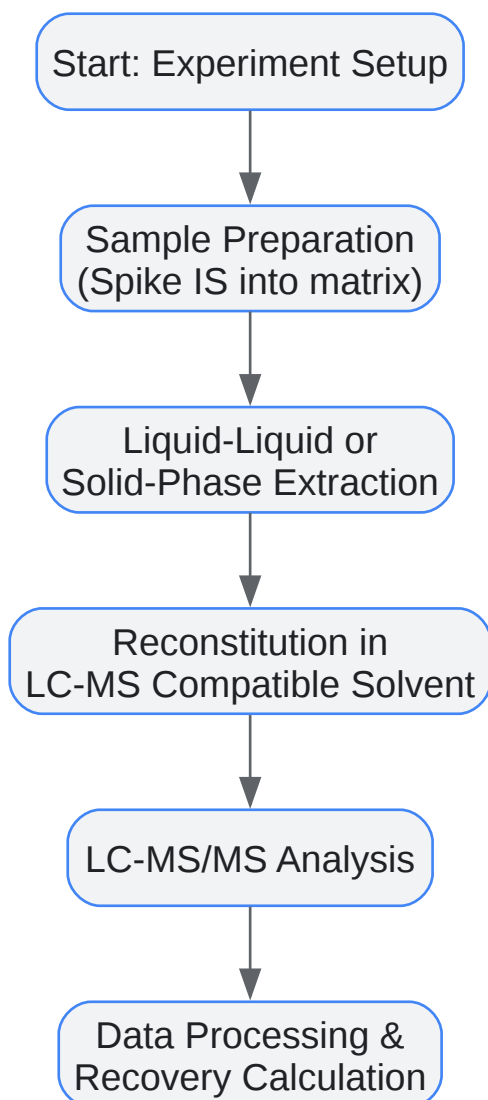 Start: Experiment Setup
Sample Preparation
(Spike IS into matrix)
Liquid-Liquid or
Solid-Phase Extraction
Reconstitution in
LC-MS Compatible Solvent
LC-MS/MS Analysis
Data Processing &
Recovery Calculation